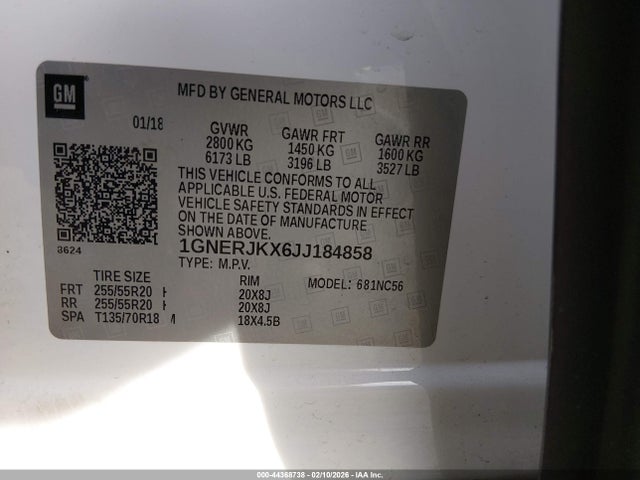 GM
MFD BY GENERAL MOTORS LLC
01/18
GVWR GAWR FRT GAWR RR
2800 KG 1450 KG 1600 KG
6173 LB 3196 LB 3527 LB
THIS VEHICLE CONFORMS TO ALL
APPLICABLE U.S. FEDERAL MOTOR
VEHICLE SAFETY STANDARDS IN EFFECT
ON THE DATE OF MANUFACTURE
SHOWN ABOVE.
3624
1GNERJKX6JJ184858
TYPE: M.P.V.
TIRE SIZE RIM MODEL: 681NC56
FRT 255/55R20 H 20X8J
RR 255/55R20 H 20X8J
SPA T135/70R18 M 18X4.5B
000-44388738 - 02/10/2026 - IAA Inc.